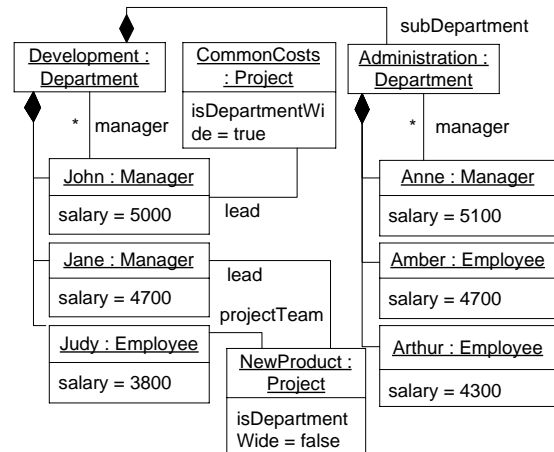 subDepartment
Development :
Department
CommonCosts
: Project
isDepartmentWi
de = true
Administration :
Department
* manager
* manager
John : Manager
salary = 5000
lead
Anne : Manager
salary = 5100
Jane : Manager
salary = 4700
lead
projectTeam
Amber : Employee
salary = 4700
Judy : Employee
salary = 3800
NewProduct :
Project
isDepartment
Wide = false
Arthur : Employee
salary = 4300